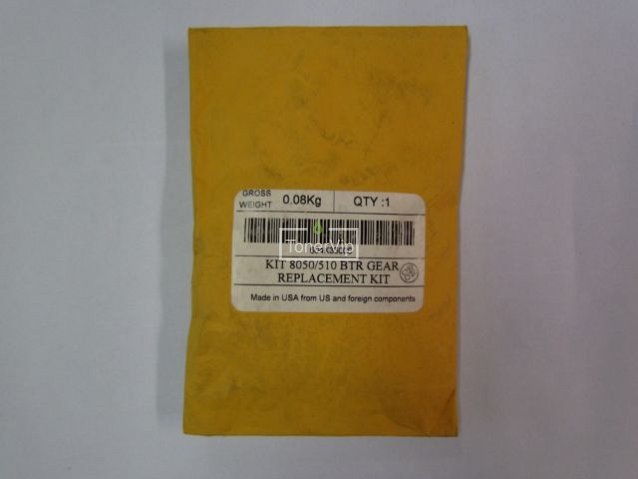 GROSS
WEIGHT 0.08Kg QTY :1
TonerVip
KIT 8050/510 BTR GEAR
REPLACEMENT KIT
Made in USA from US and foreign components